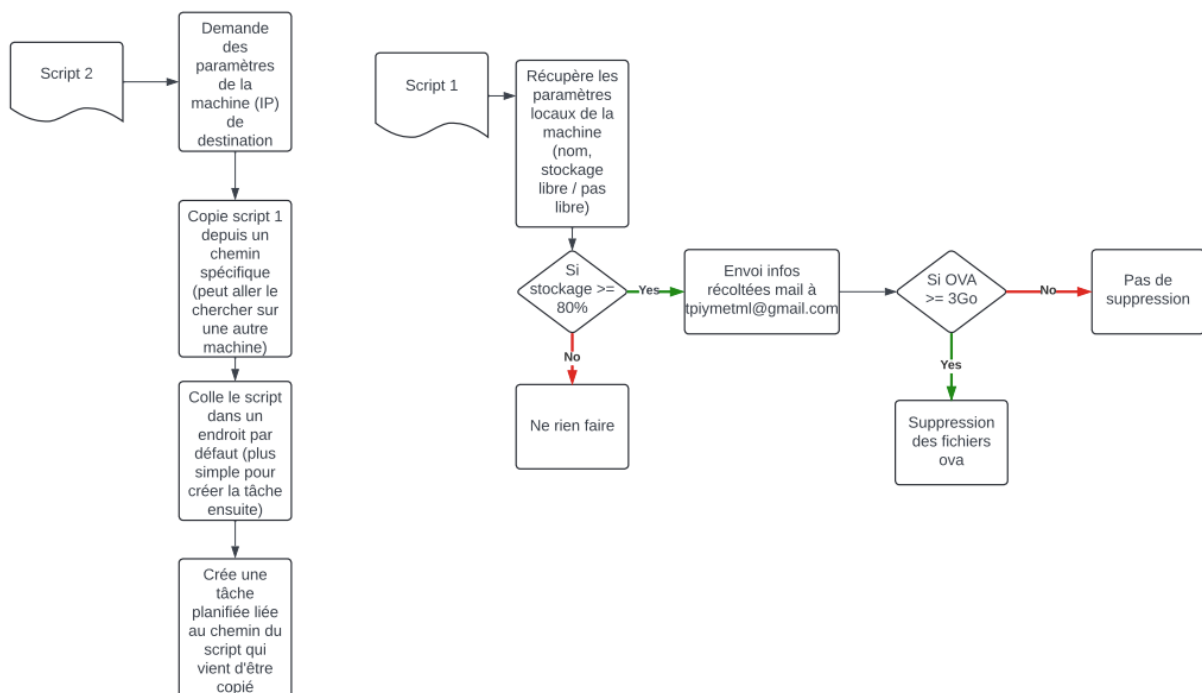 Script 2
Demande
des
paramètres
de la
machine (IP)
de
destination
Copie script 1
depuis un
chemin
spécifique
(peut aller le
chercher sur
une autre
machine)
Colle le script
dans un
endroit par
défaut (plus
simple pour
créer la tâche
ensuite)
Crée une
tâche
planifiée liée
au chemin du
script qui
vient d'être
copié
Script 1
Récupère les
paramètres
locaux de la
machine
(nom,
stockage
libre / pas
libre)
Si
stockage >=
80%
Yes
No
Ne rien faire
Envoi infos
récoltées mail à
tpiymetml@gmail.com
Si OVA
>= 3Go
No
Pas de
suppression
Yes
Suppression
des fichiers
ova